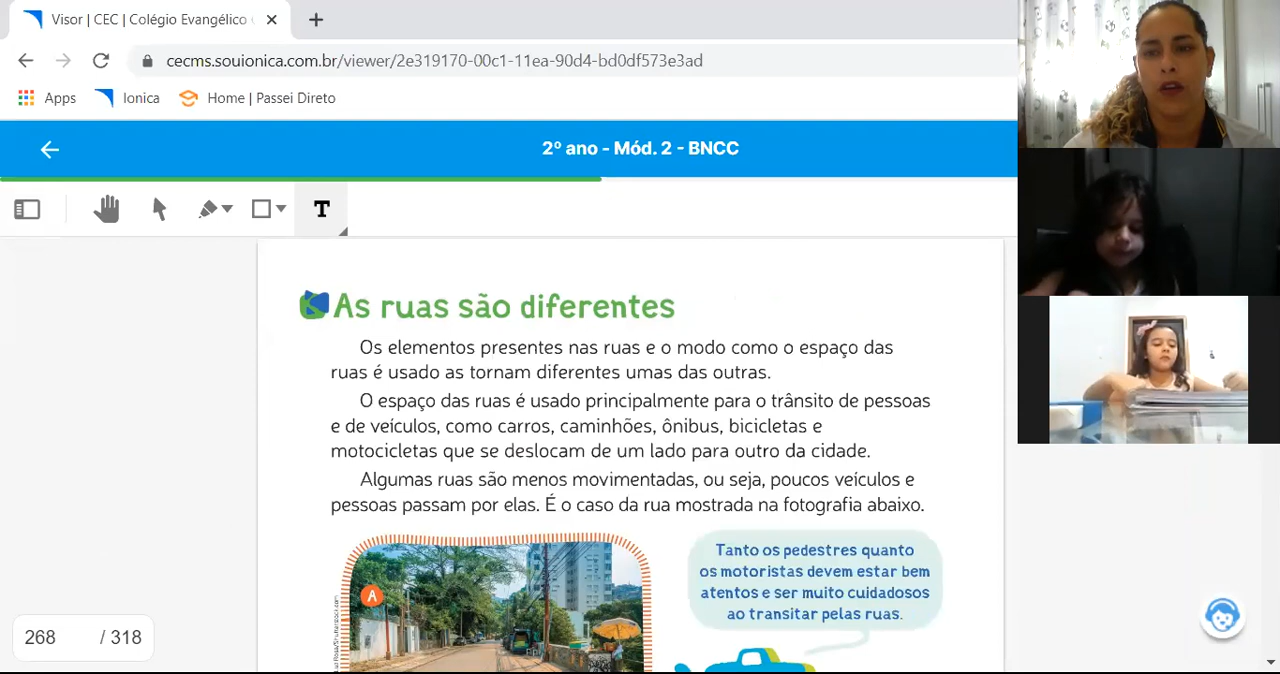 Visor | CEC | Colégio Evangélico
cecms.souionica.com.br/viewer/2e319170-00c1-11ea-90d4-bd0df573e3ad
Apps Ionica Home | Passei Direto
2º ano - Mód. 2 - BNCC
T
As ruas são diferentes
Os elementos presentes nas ruas e o modo como o espaço das
ruas é usado as tornam diferentes umas das outras.
O espaço das ruas é usado principalmente para o trânsito de pessoas
e de veículos, como carros, caminhões, ônibus, bicicletas e
motocicletas que se deslocam de um lado para outro da cidade.
Algumas ruas são menos movimentadas, ou seja, poucos veículos e
pessoas passam por elas. É o caso da rua mostrada na fotografia abaixo.
A
Tanto os pedestres quanto
os motoristas devem estar bem
atentos e ser muito cuidadosos
ao transitar pelas ruas.
268 / 318